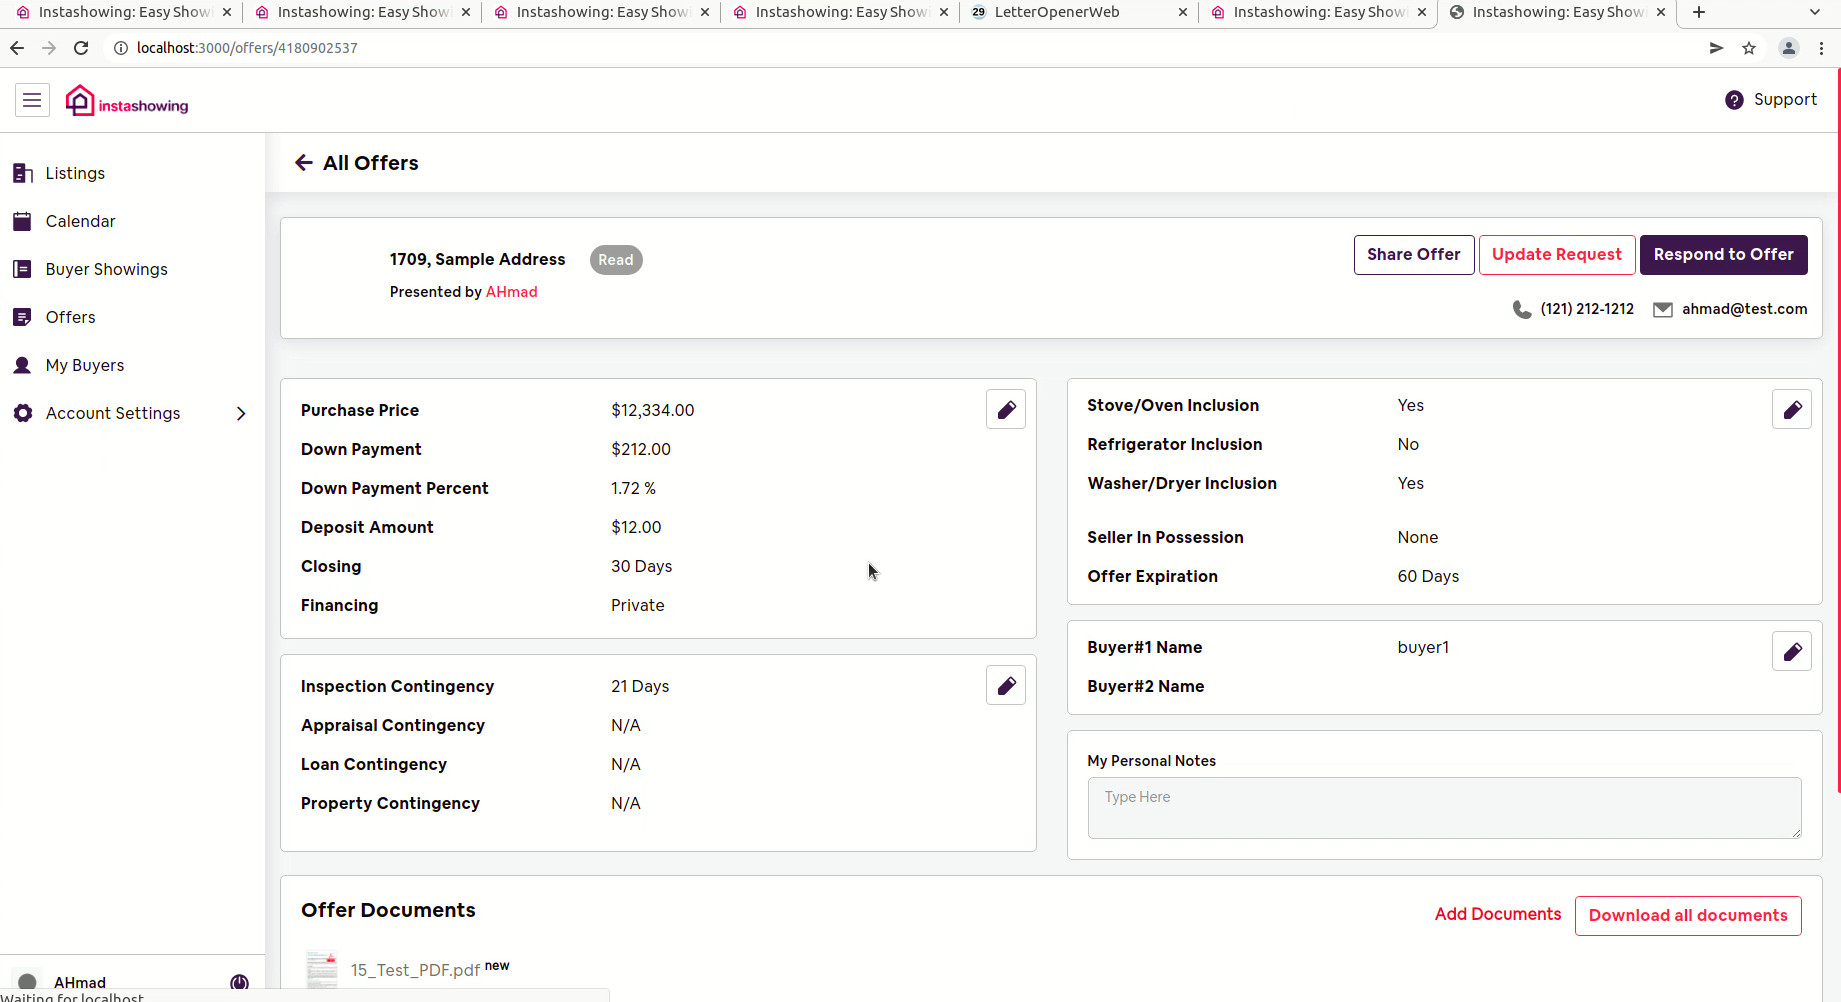 Instashowing: Easy Show
Instashowing: Easy Show
Instashowing: Easy Show
Instashowing: Easy Show
29 LetterOpenerWeb
Instashowing: Easy Show
Instashowing: Easy Show
localhost:3000/offers/4180902537
instashowing
Support
Listings
Calendar
Buyer Showings
Offers
My Buyers
Account Settings
All Offers
1709, Sample Address Read
Presented by AHmad
Share Offer Update Request Respond to Offer
(121) 212-1212 ahmad@test.com
Purchase Price $12,334.00
Down Payment $212.00
Down Payment Percent 1.72 %
Deposit Amount $12.00
Closing 30 Days
Financing Private
Inspection Contingency 21 Days
Appraisal Contingency N/A
Loan Contingency N/A
Property Contingency N/A
Stove/Oven Inclusion Yes
Refrigerator Inclusion No
Washer/Dryer Inclusion Yes
Seller In Possession None
Offer Expiration 60 Days
Buyer#1 Name buyer1
Buyer#2 Name
My Personal Notes
Type Here
Offer Documents
Add Documents Download all documents
15_Test_PDF.pdf new
AHmad
Waiting for localhost